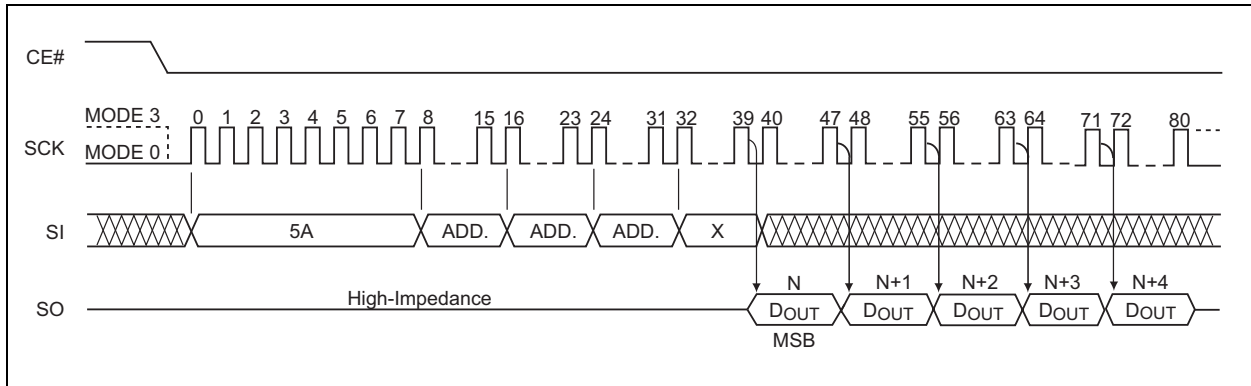 CE#
MODE 3
0 1 2 3 4 5 6 7 8 15 16 23 24 31 32 39 40 47 48 55 56 63 64 71 72 80
SCK
MODE 0
SI
5A ADD. ADD. ADD. X
N N+1 N+2 N+3 N+4
High-Impedance
SO
DOUT DOUT DOUT DOUT DOUT
MSB